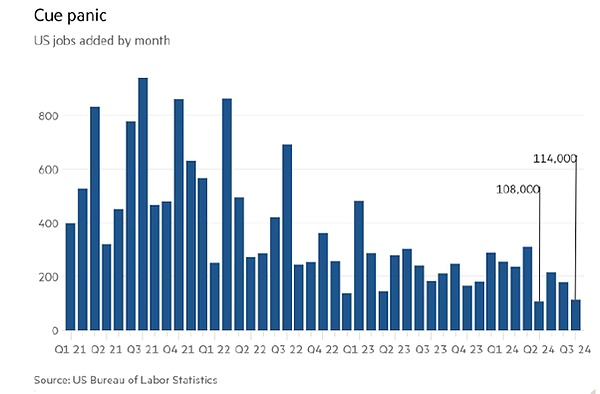 Cue panic
US jobs added by month
800
114,000
600
108,000
400
200
0
Q1 21 Q2 21 Q3 21 Q4 21 Q1 22 Q2 22 Q3 22 Q4 22 Q1 23 Q2 23 Q3 23 Q4 23 Q1 24 Q2 24 Q3 24
Source: US Bureau of Labor Statistics